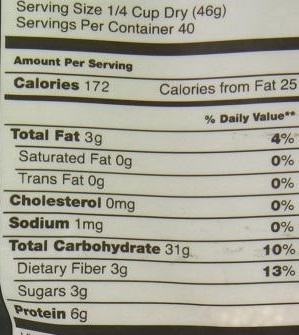 Serving Size 1/4 Cup Dry (46g)
Servings Per Container 40
Amount Per Serving
Calories 172 Calories from Fat 25
% Daily Value**
Total Fat 3g 4%
Saturated Fat 0g 0%
Trans Fat 0g 0%
Cholesterol 0mg 0%
Sodium 1mg 0%
Total Carbohydrate 31g 10%
Dietary Fiber 3g 13%
Sugars 3g
Protein 6g